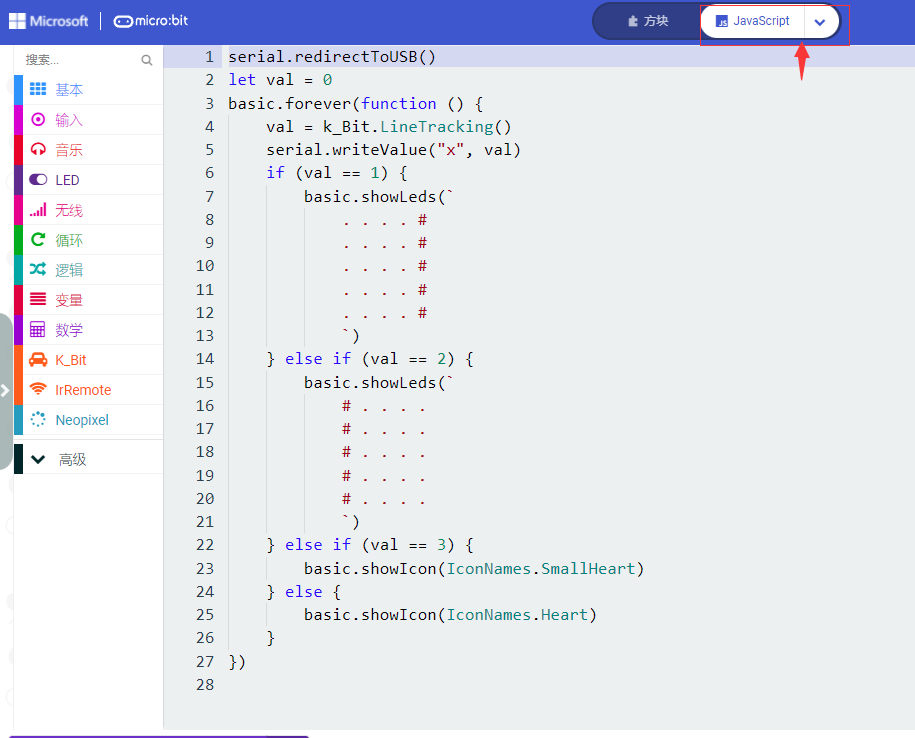 Microsoft | micro:bit 方块 JavaScript
搜索...
基本
输入
音乐
LED
无线
循环
逻辑
变量
数学
K_Bit
IrRemote
Neopixel
高级
1 serial.redirectToUSB()
2 let val = 0
3 basic.forever(function () {
4     val = k_Bit.LineTracking()
5     serial.writeValue("x", val)
6     if (val == 1) {
7         basic.showLeds(`
8             . . . . #
9             . . . . #
10             . . . . #
11             . . . . #
12             . . . . #
13             `)
14     } else if (val == 2) {
15         basic.showLeds(`
16             # . . . .
17             # . . . .
18             # . . . .
19             # . . . .
20             # . . . .
21             `)
22     } else if (val == 3) {
23         basic.showIcon(IconNames.SmallHeart)
24     } else {
25         basic.showIcon(IconNames.Heart)
26     }
27 })
28